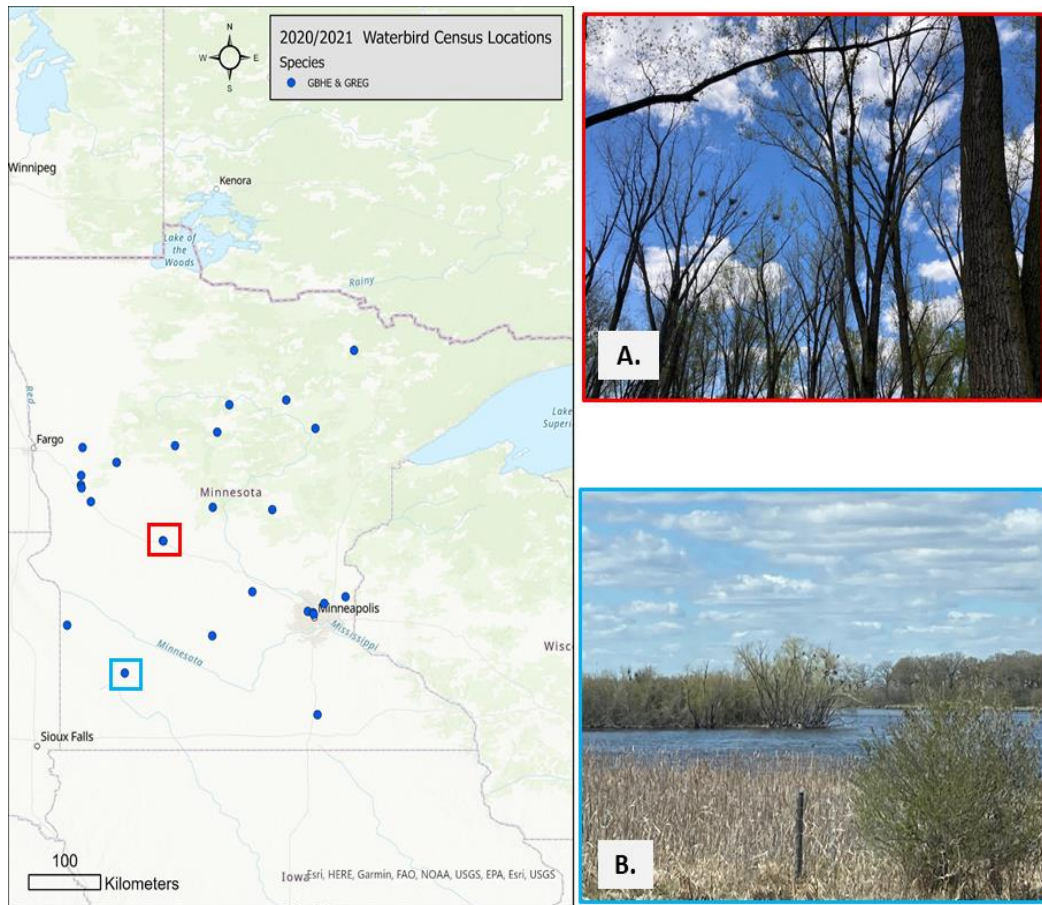 N
W E
S
2020/2021 Waterbird Census Locations
Species
GBHE & GREG
Winnipeg
Kenora
Lake of
the
Woods
Rainy
Red
Lake
Superi
Fargo
Minnesota
Minneapolis
Mississippi
Minnesota
Wisc
Sioux Falls
100
Kilometers
Iowa
Esri, HERE, Garmin, FAO, NOAA, USGS, EPA, Esri, USGS
A.
B.